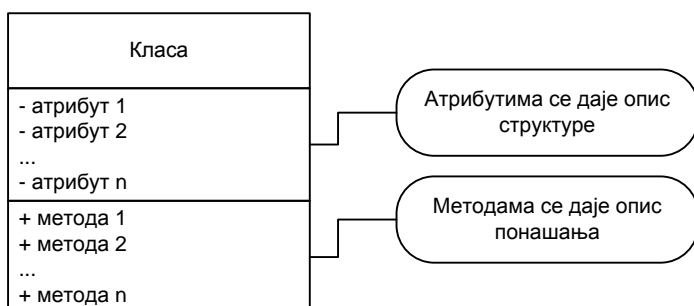 Класа
- атрибут 1
- атрибут 2
...
- атрибут n
+ метода 1
+ метода 2
...
+ метода n
Атрибутима се даје опис
структуре
Методама се даје опис
понашања